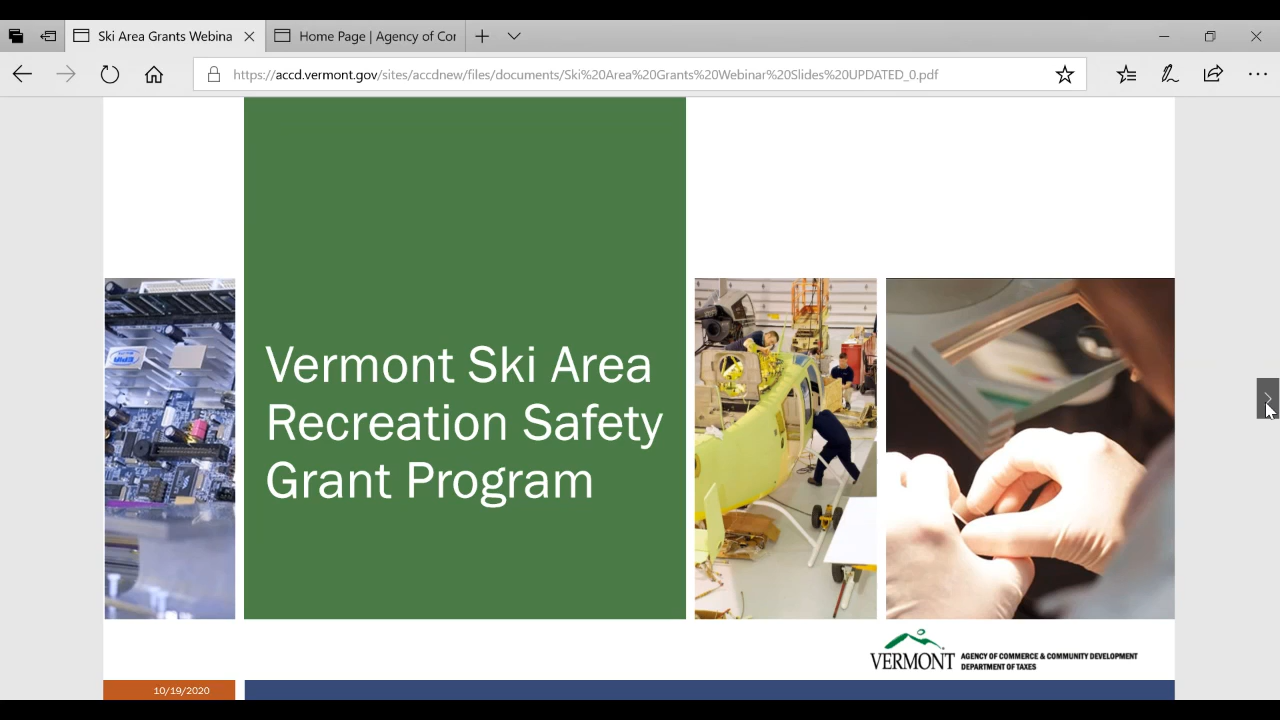 Ski Area Grants Webina
Home Page | Agency of Cor
https://accd.vermont.gov/sites/accdnew/files/documents/Ski%20Area%20Grants%20Webinar%20Slides%20UPDATED_0.pdf
Vermont Ski Area
Recreation Safety
Grant Program
VERMONT
AGENCY OF COMMERCE & COMMUNITY DEVELOPMENT
DEPARTMENT OF TAXES
10/19/2020